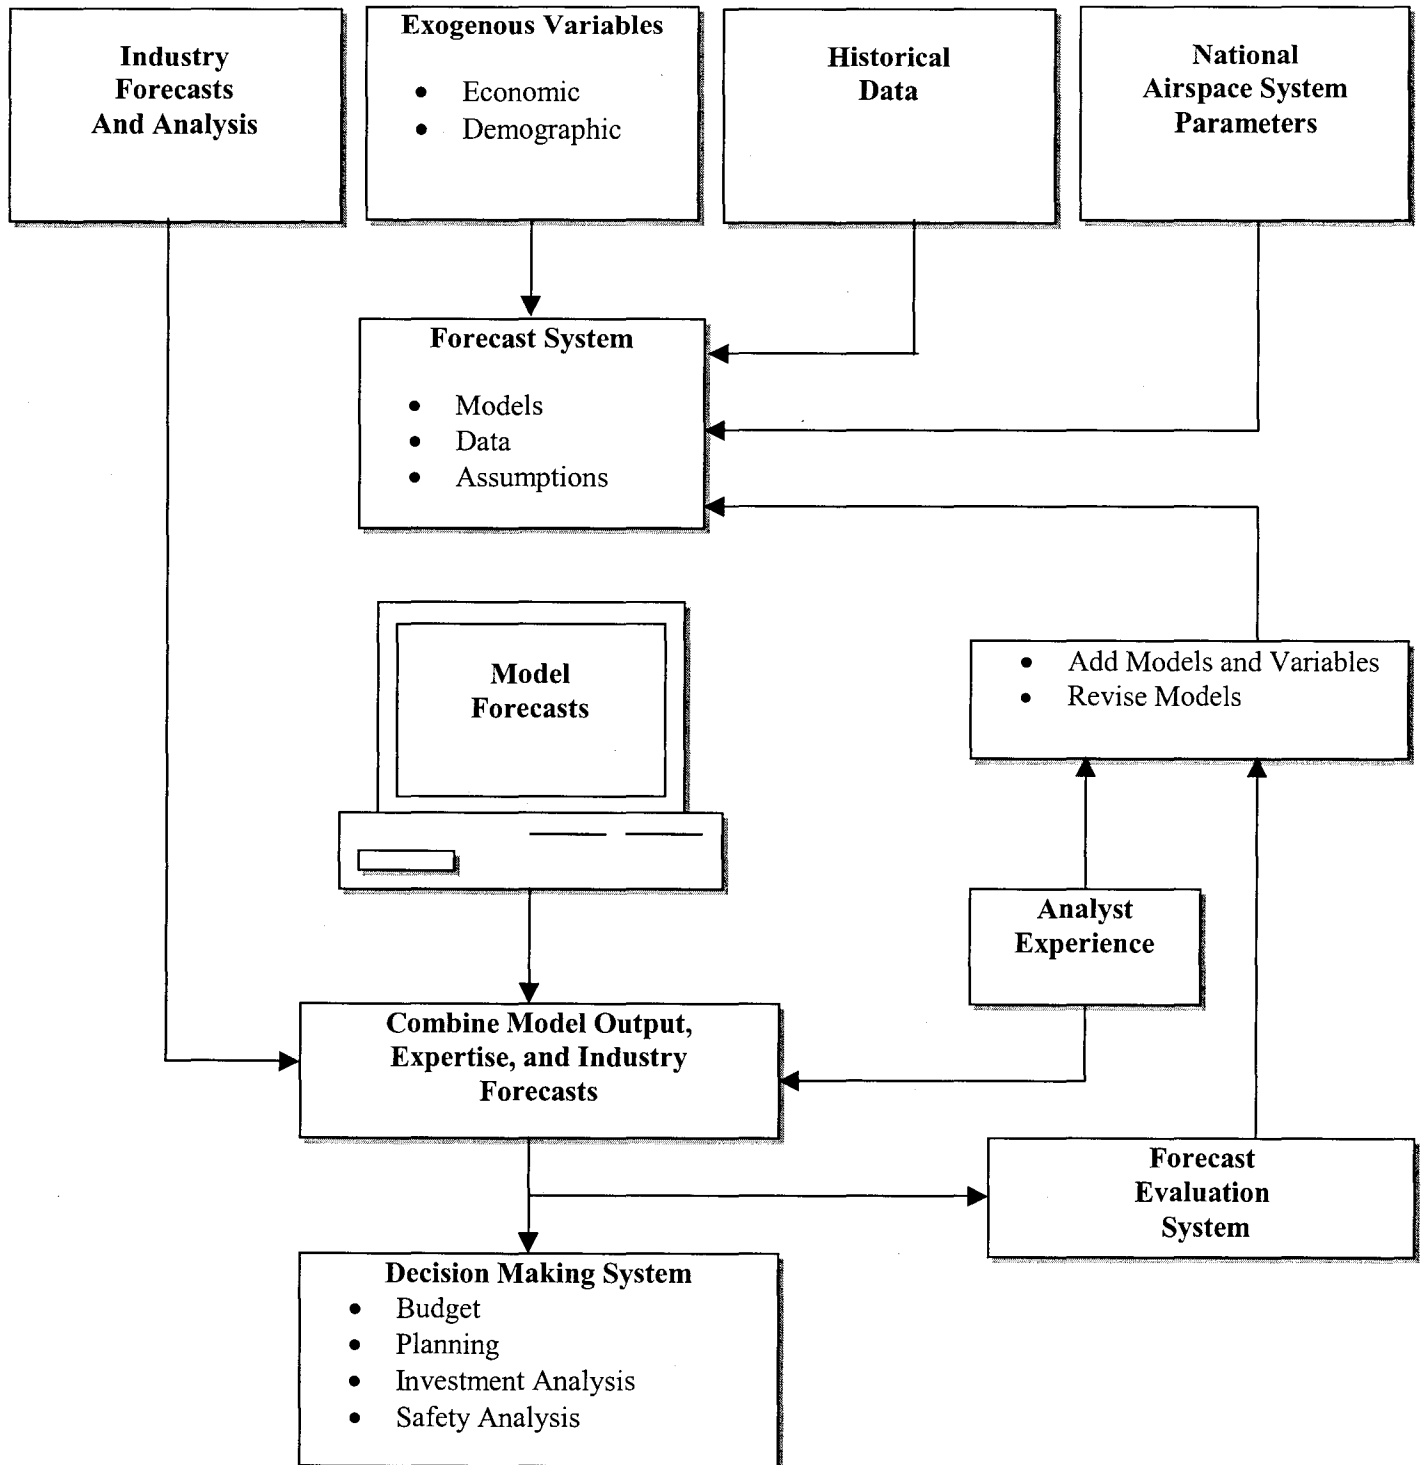 Industry
Forecasts
And Analysis
Exogenous Variables
• Economic
• Demographic
Historical
Data
National
Airspace System
Parameters
Forecast System
• Models
• Data
• Assumptions
Model
Forecasts
• Add Models and Variables
• Revise Models
Analyst
Experience
Combine Model Output,
Expertise, and Industry
Forecasts
Forecast
Evaluation
System
Decision Making System
• Budget
• Planning
• Investment Analysis
• Safety Analysis